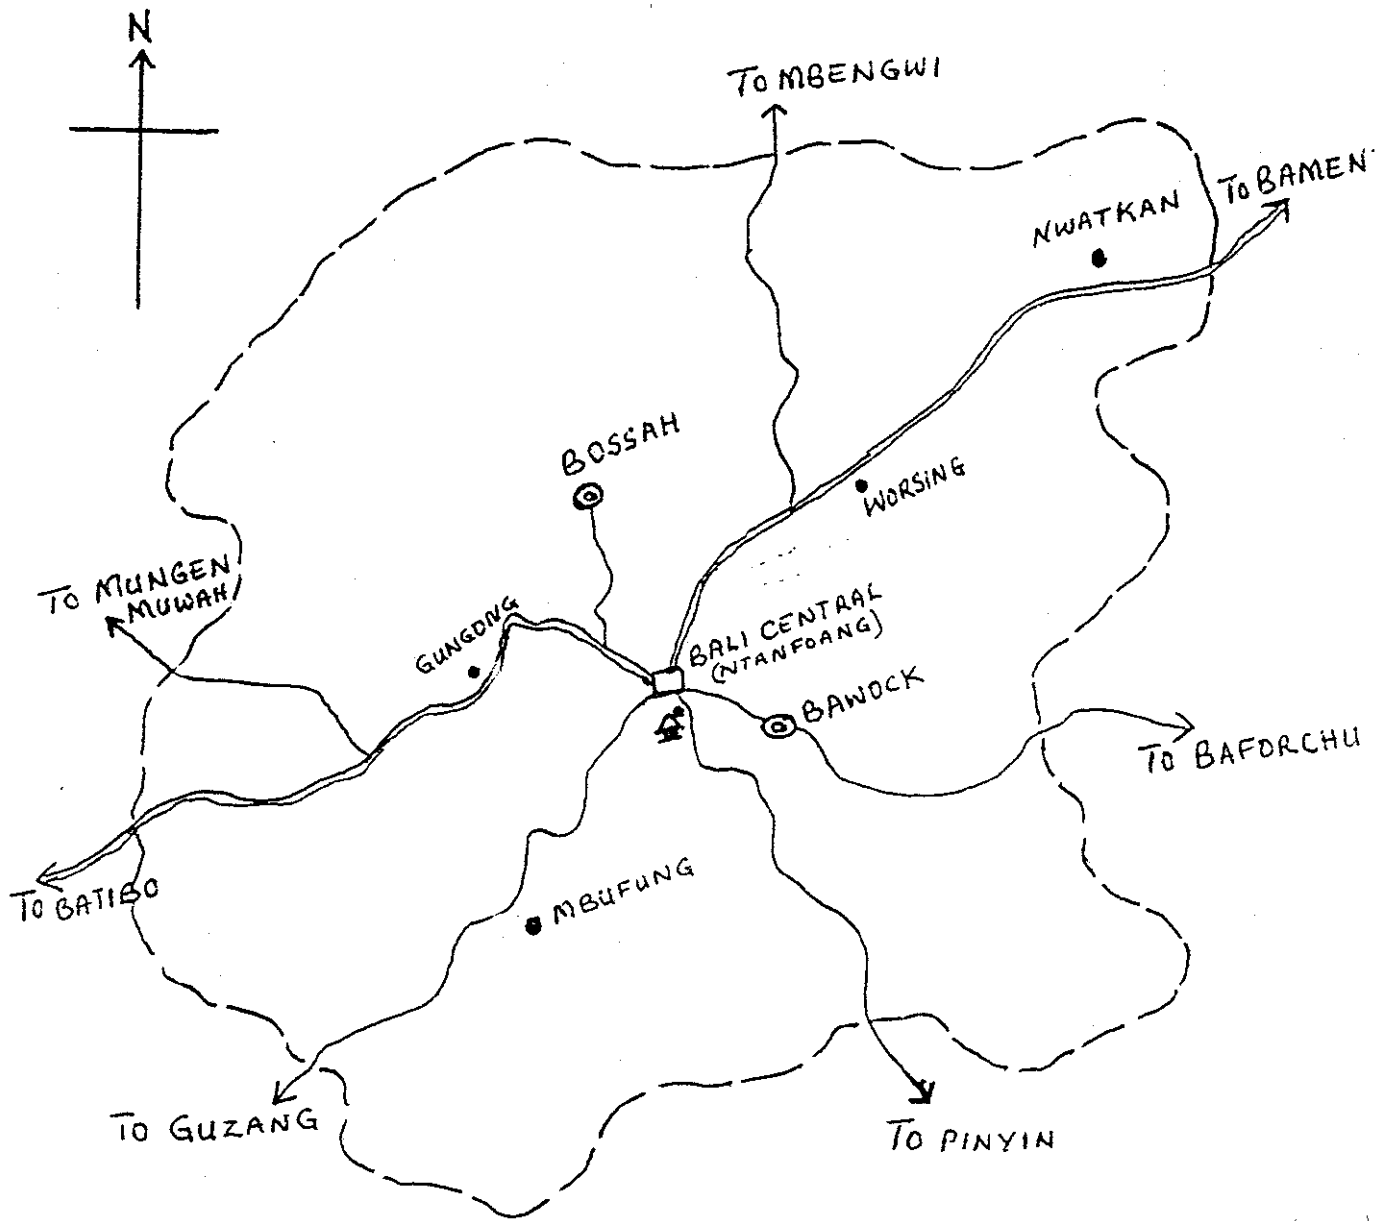 N
TO MBENGWI
TO BAMEN
NWATKAN
BOSSAH
WORSING
TO MUNGEN
MUWAH
GUNGONG
BALI CENTRAL
(NTANFOANG)
BAWOCK
TO BAFORCHU
TO BATIBO
MBUFUNG
TO GUZANG
TO PINYIN